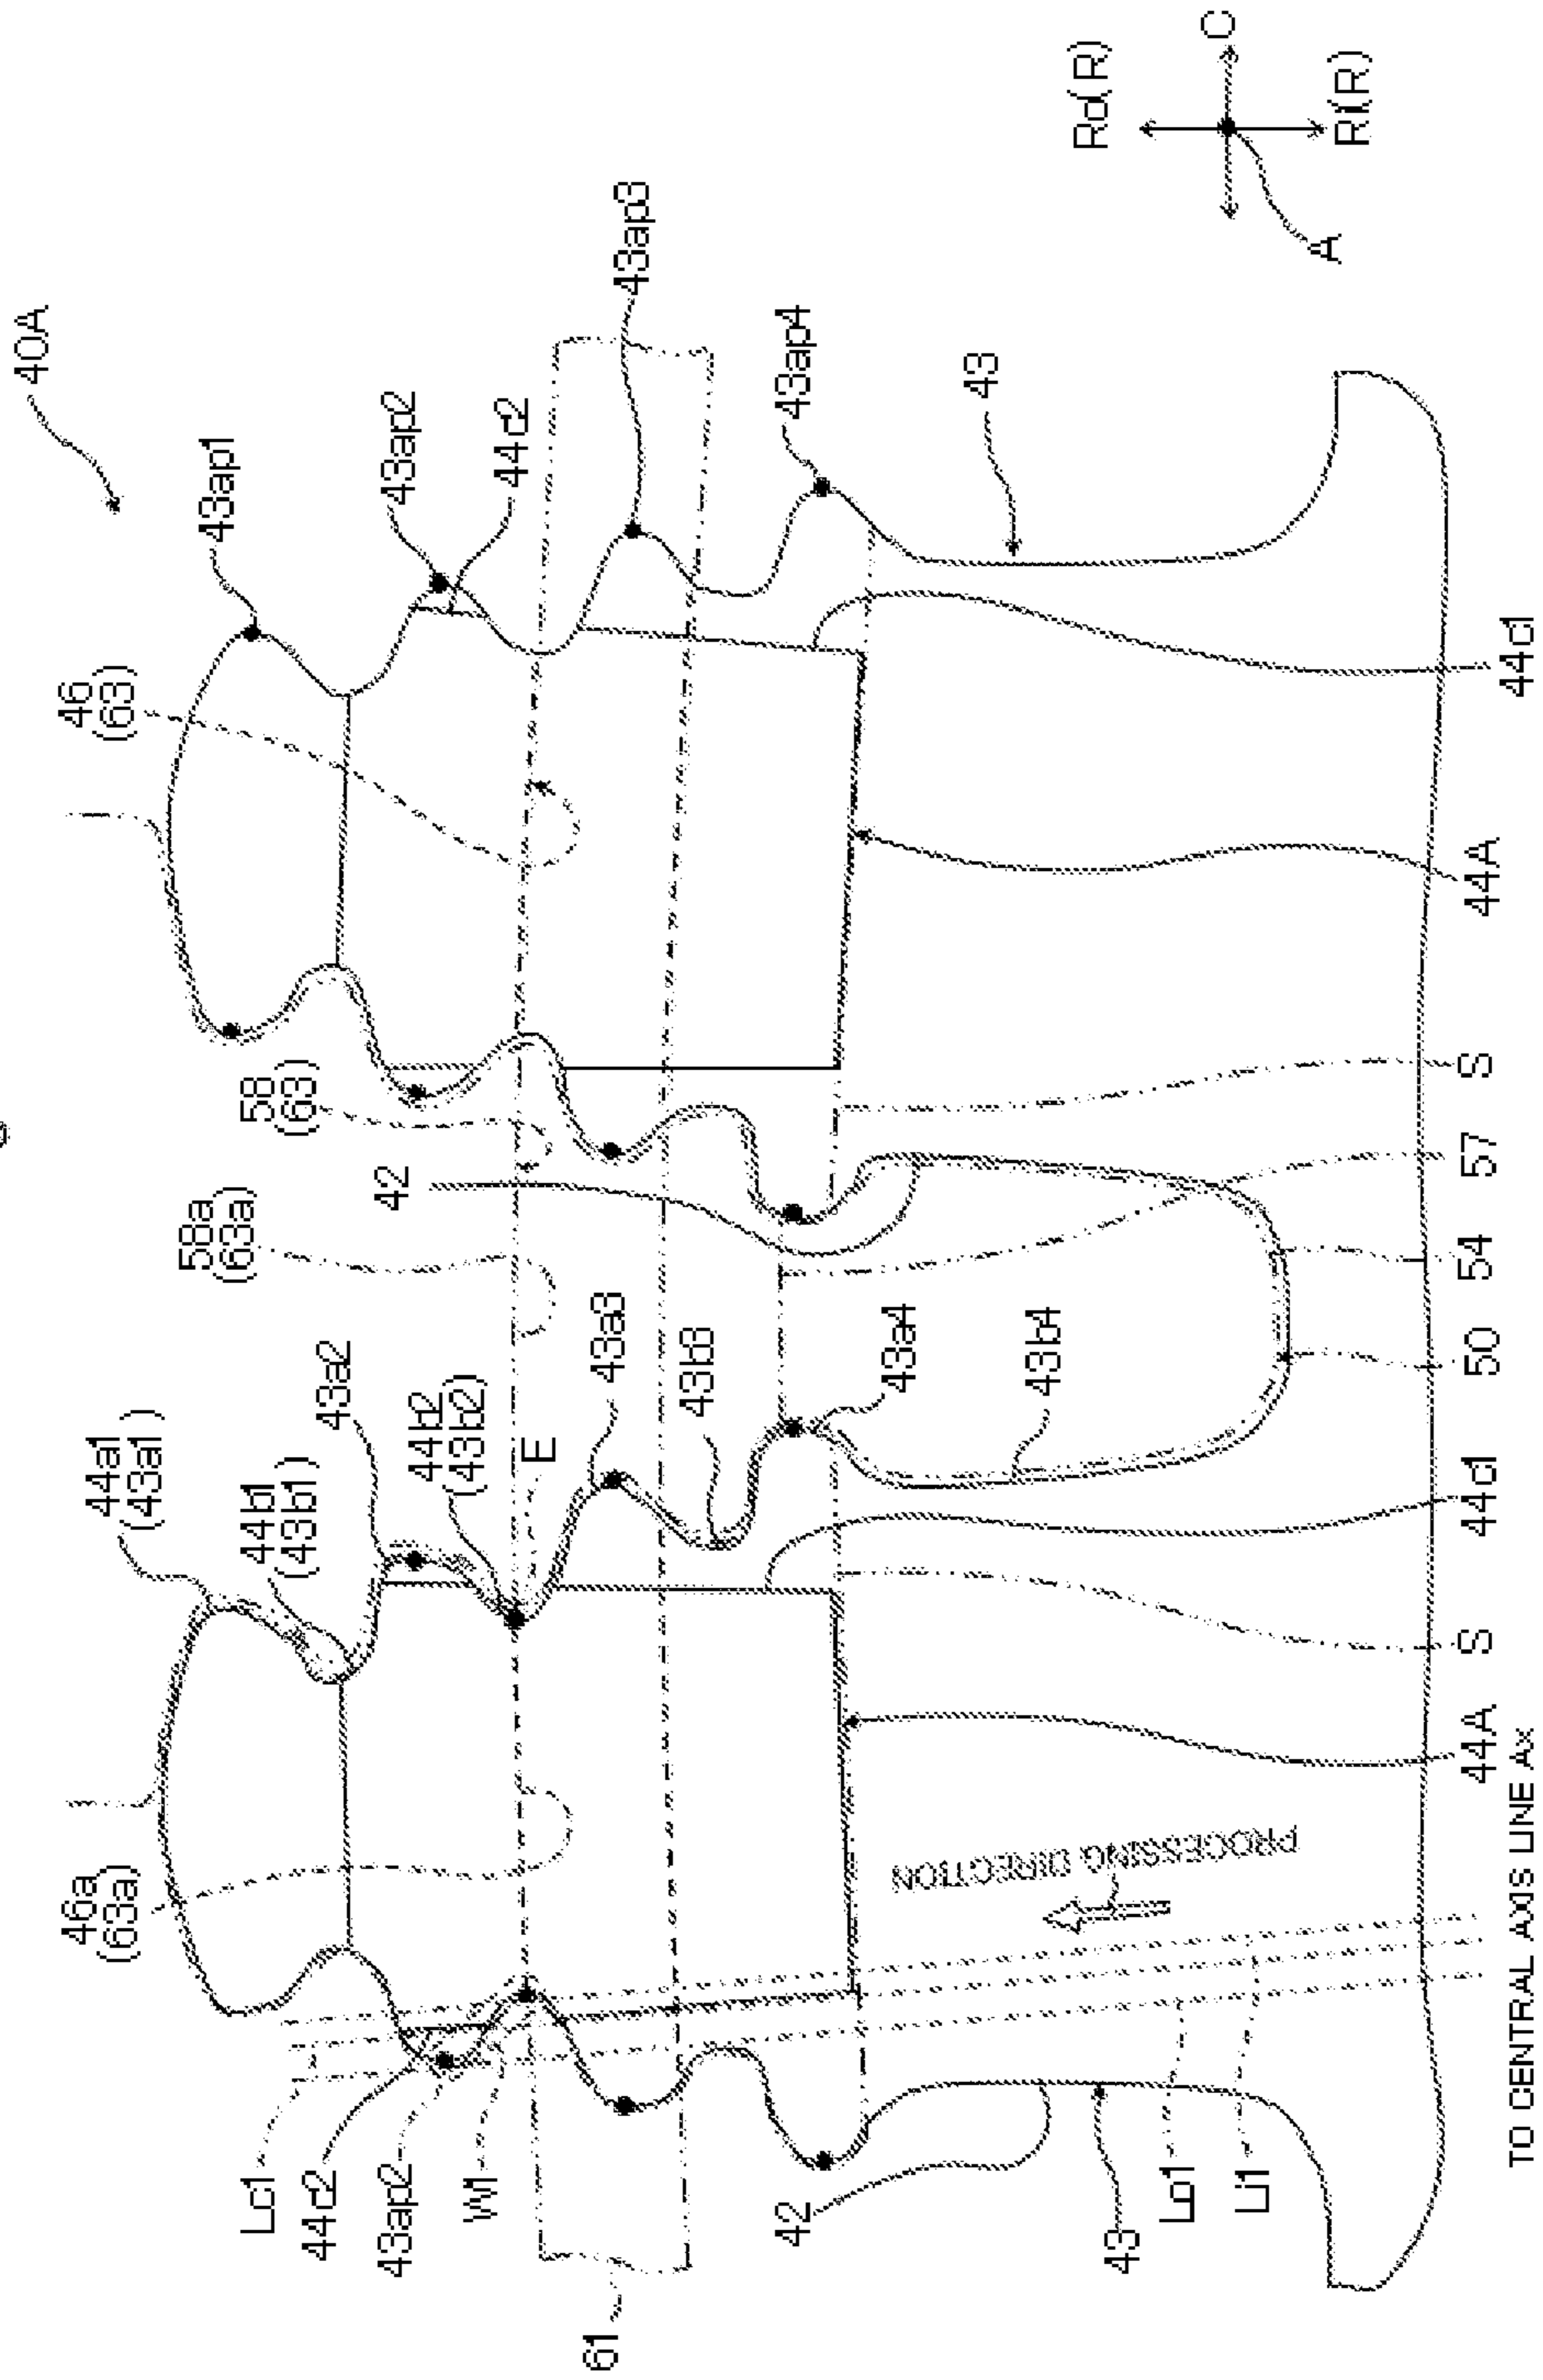 40A
43ap1
43ap2
44c2
43ap3
43ap4
43
Ro(R)
C
Ri(R)
A
46
(63)
58
(63)
42
58a
(63a)
44a1
(43a1)
44b1
(43b1)
43a2
44b2
(43b2)
E
43a3
43b3
43a4
43b4
46a
(63a)
Lc1
44c2
43ap2
W1
61
42
43
Lo1
Li1
PROCESSING DIRECTION
TO CENTRAL AXIS LINE Ax
44A
S
44c1
50
54
57
S
44A
44c1